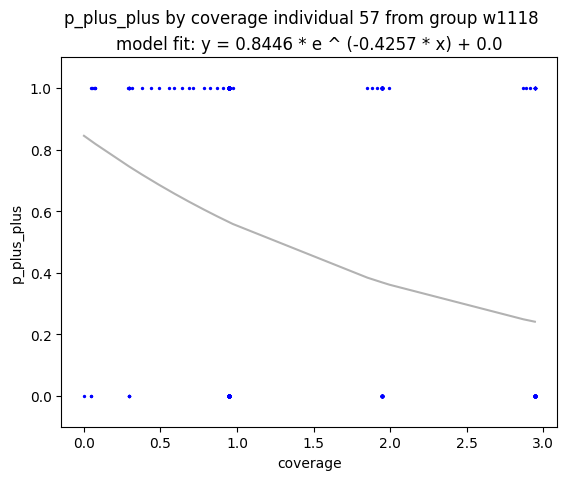 p_plus_plus by coverage individual 57 from group w1118
model fit: y = 0.8446 * e ^ (-0.4257 * x) + 0.0
1.0
0.8
0.6
0.4
0.2
0.0
p_plus_plus
0.0 0.5 1.0 1.5 2.0 2.5 3.0
coverage